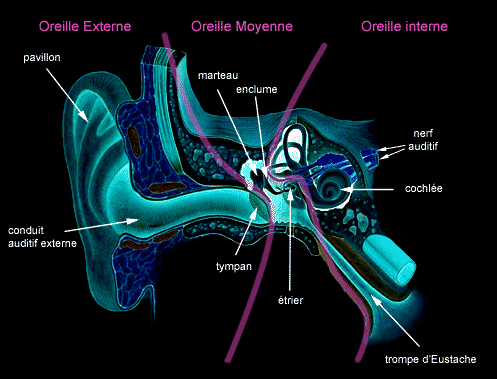 Oreille Externe
Oreille Moyenne
Oreille interne
pavillon
marteau
enclume
nerf
auditif
cochlée
conduit
auditif externe
tympan
étrier
trompe d'Eustache